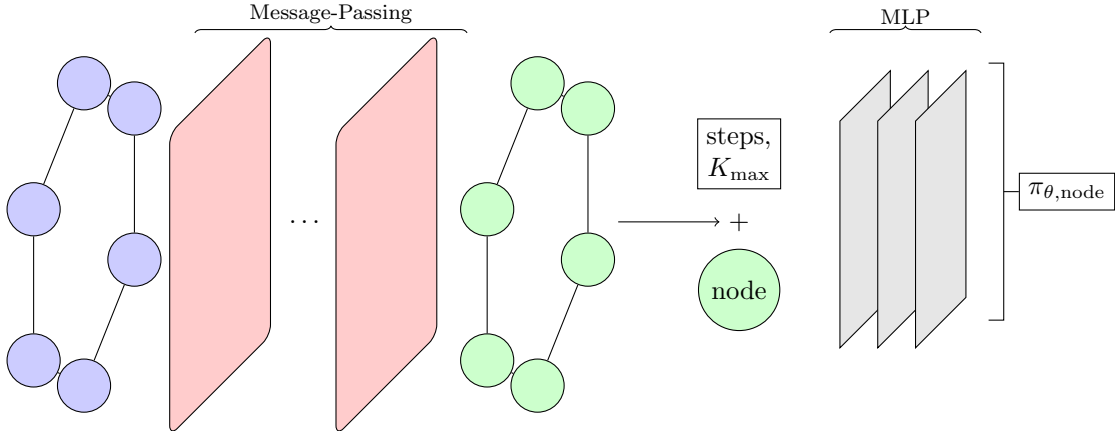 Message-Passing
MLP
...
steps,
K_max
+
node
π_θ,node